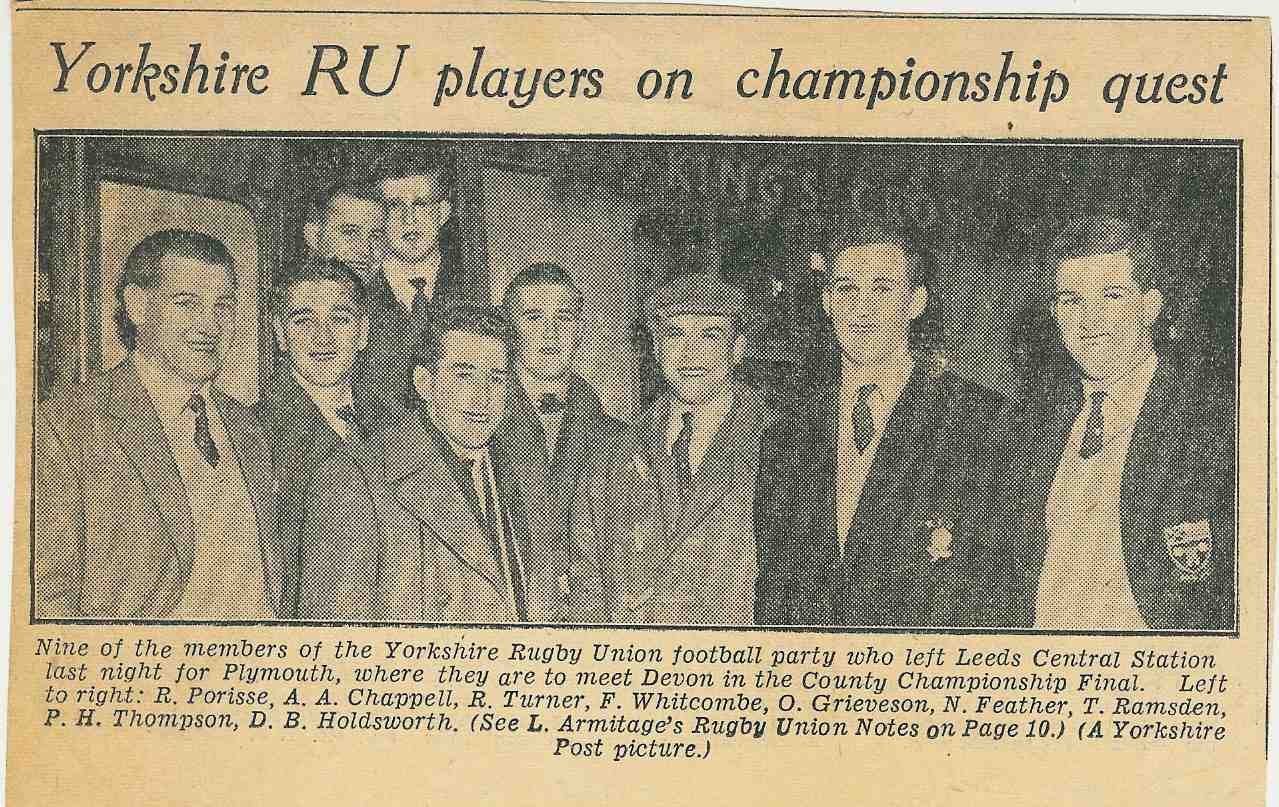 Yorkshire RU players on championship quest
Nine of the members of the Yorkshire Rugby Union football party who left Leeds Central Station
last night for Plymouth, where they are to meet Devon in the County Championship Final. Left
to right: R. Porisse, A. A. Chappell, R. Turner, F. Whitcombe, O. Grieveson, N. Feather, T. Ramsden,
P. H. Thompson, D. B. Holdsworth. (See L. Armitage's Rugby Union Notes on Page 10.) (A Yorkshire
Post picture.)